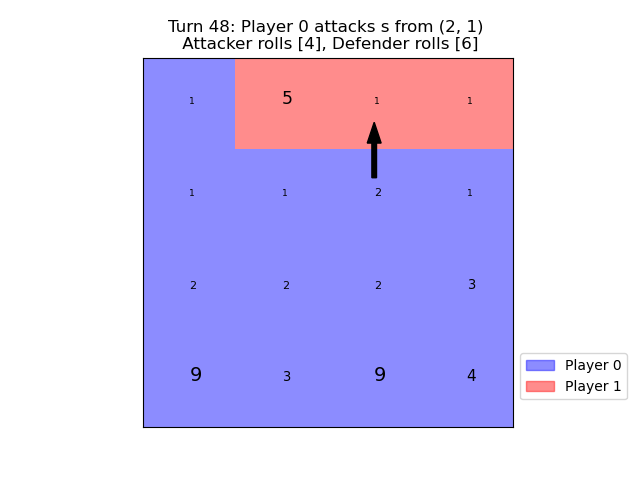 Turn 48: Player 0 attacks s from (2, 1)
Attacker rolls [4], Defender rolls [6]
1 5 1 1
1 1 2 1
2 2 2 3
9 3 9 4
Player 0
Player 1